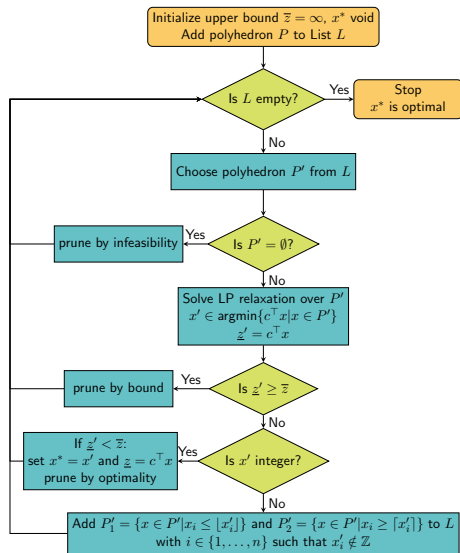 Initialize upper bound z̅ = ∞, x* void
Add polyhedron P to List L
Is L empty?
Yes
Stop
x* is optimal
No
Choose polyhedron P′ from L
Is P′ = ∅?
Yes
prune by infeasibility
No
Solve LP relaxation over P′
x′ ∈ argmin{c⊤x|x ∈ P′}
z̲′ = c⊤x
Is z̲′ ≥ z̅
Yes
prune by bound
No
Is x′ integer?
Yes
If z̲′ < z̅:
set x* = x′ and z̲ = c⊤x
prune by optimality
No
Add P′₁ = {x ∈ P′|xᵢ ≤ ⌊x′ᵢ⌋} and P′₂ = {x ∈ P′|xᵢ ≥ ⌈x′ᵢ⌉} to L
with i ∈ {1, . . . , n} such that x′ᵢ ∉ ℤ